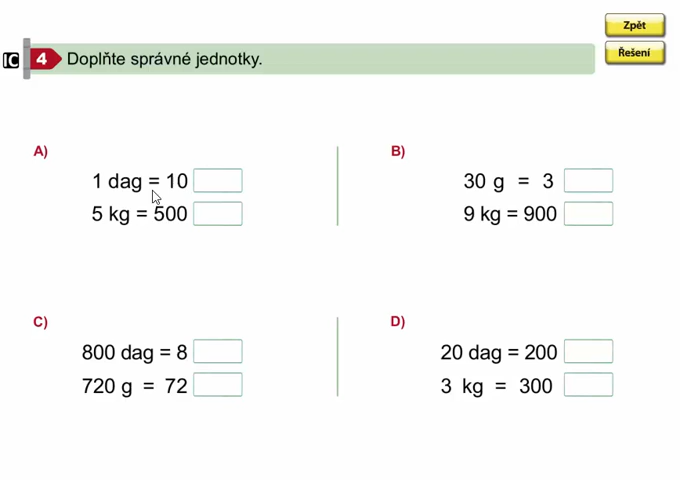 Zpět
IC 4 Doplňte správné jednotky.
Řešení
A)
1 dag = 10
5 kg = 500
B)
30 g = 3
9 kg = 900
C)
800 dag = 8
720 g = 72
D)
20 dag = 200
3 kg = 300